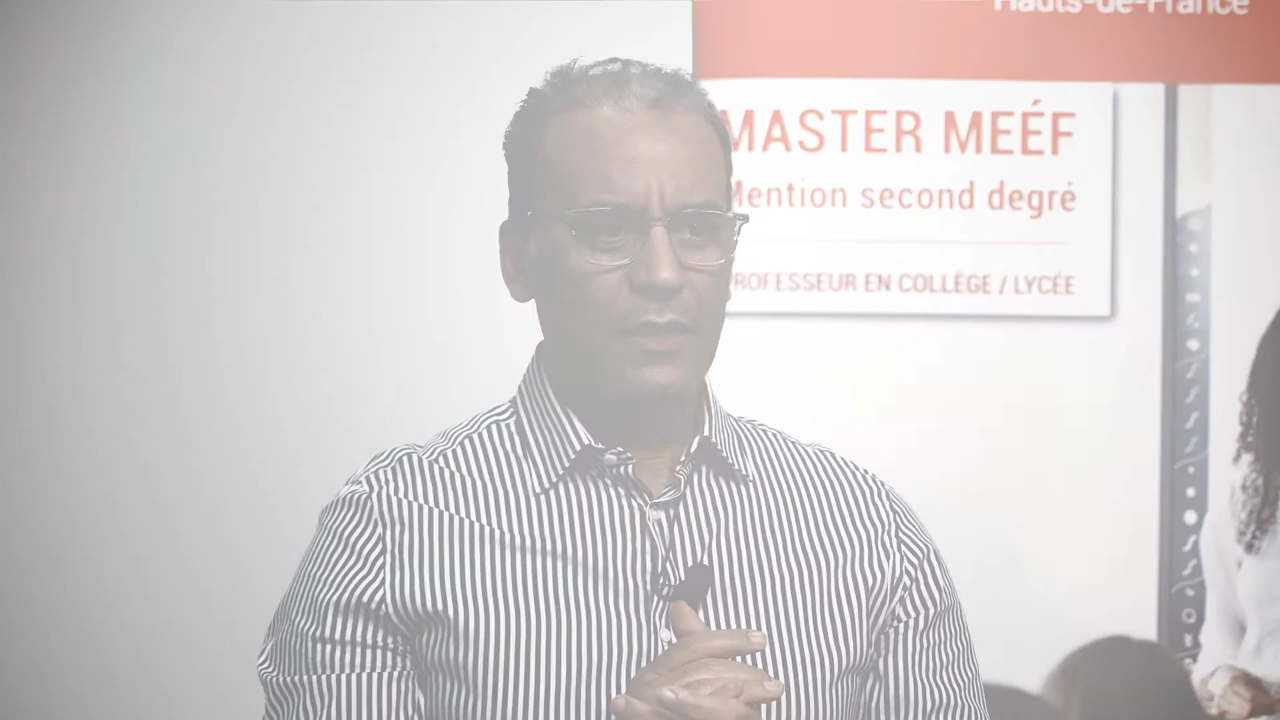 Hauts-de-France
MASTER MEÉF
Mention second degré
PROFESSEUR EN COLLÈGE / LYCÉE